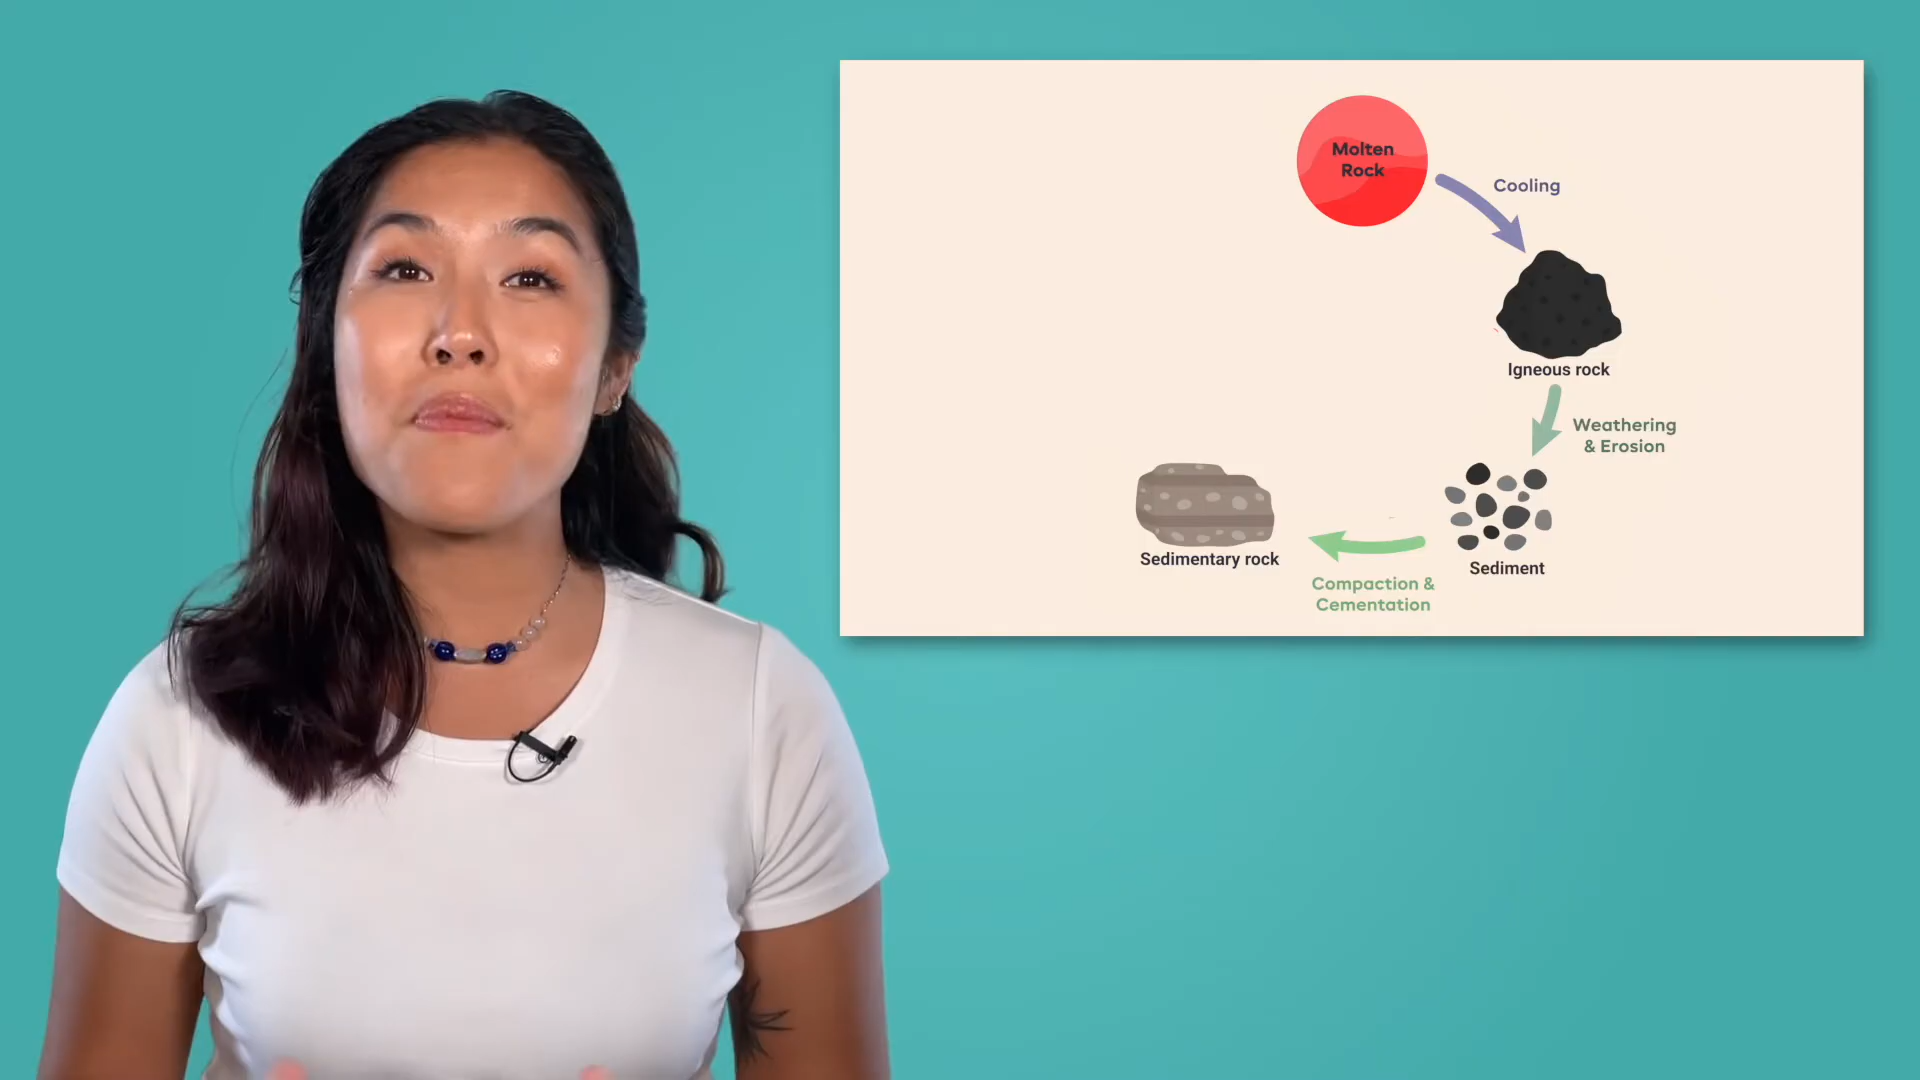 Molten
Rock
Cooling
Igneous rock
Weathering
& Erosion
Sediment
Compaction &
Cementation
Sedimentary rock